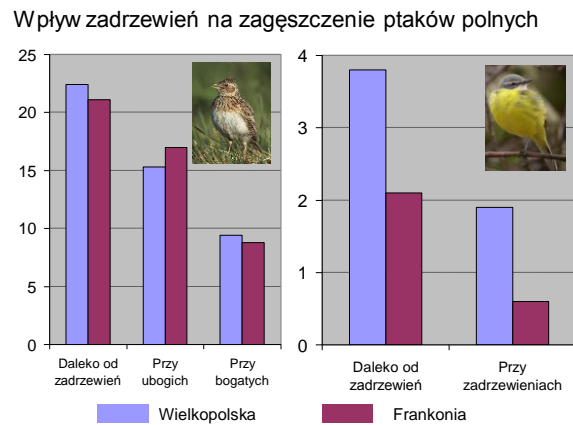 Wpływ zadrzewień na zagęszczenie ptaków polnych
25
20
15
10
5
0
Daleko od
zadrzewień
Przy
ubogich
Przy
bogatych
4
3
2
1
0
Daleko od
zadrzewień
Przy
zadrzewieniach
Wielkopolska
Frankonia